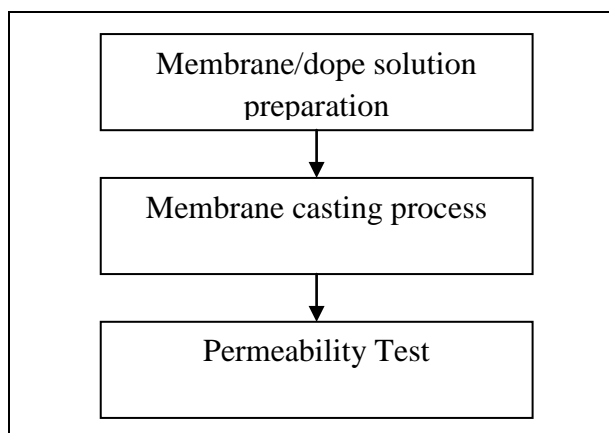 Membrane/dope solution
preparation
Membrane casting process
Permeability Test